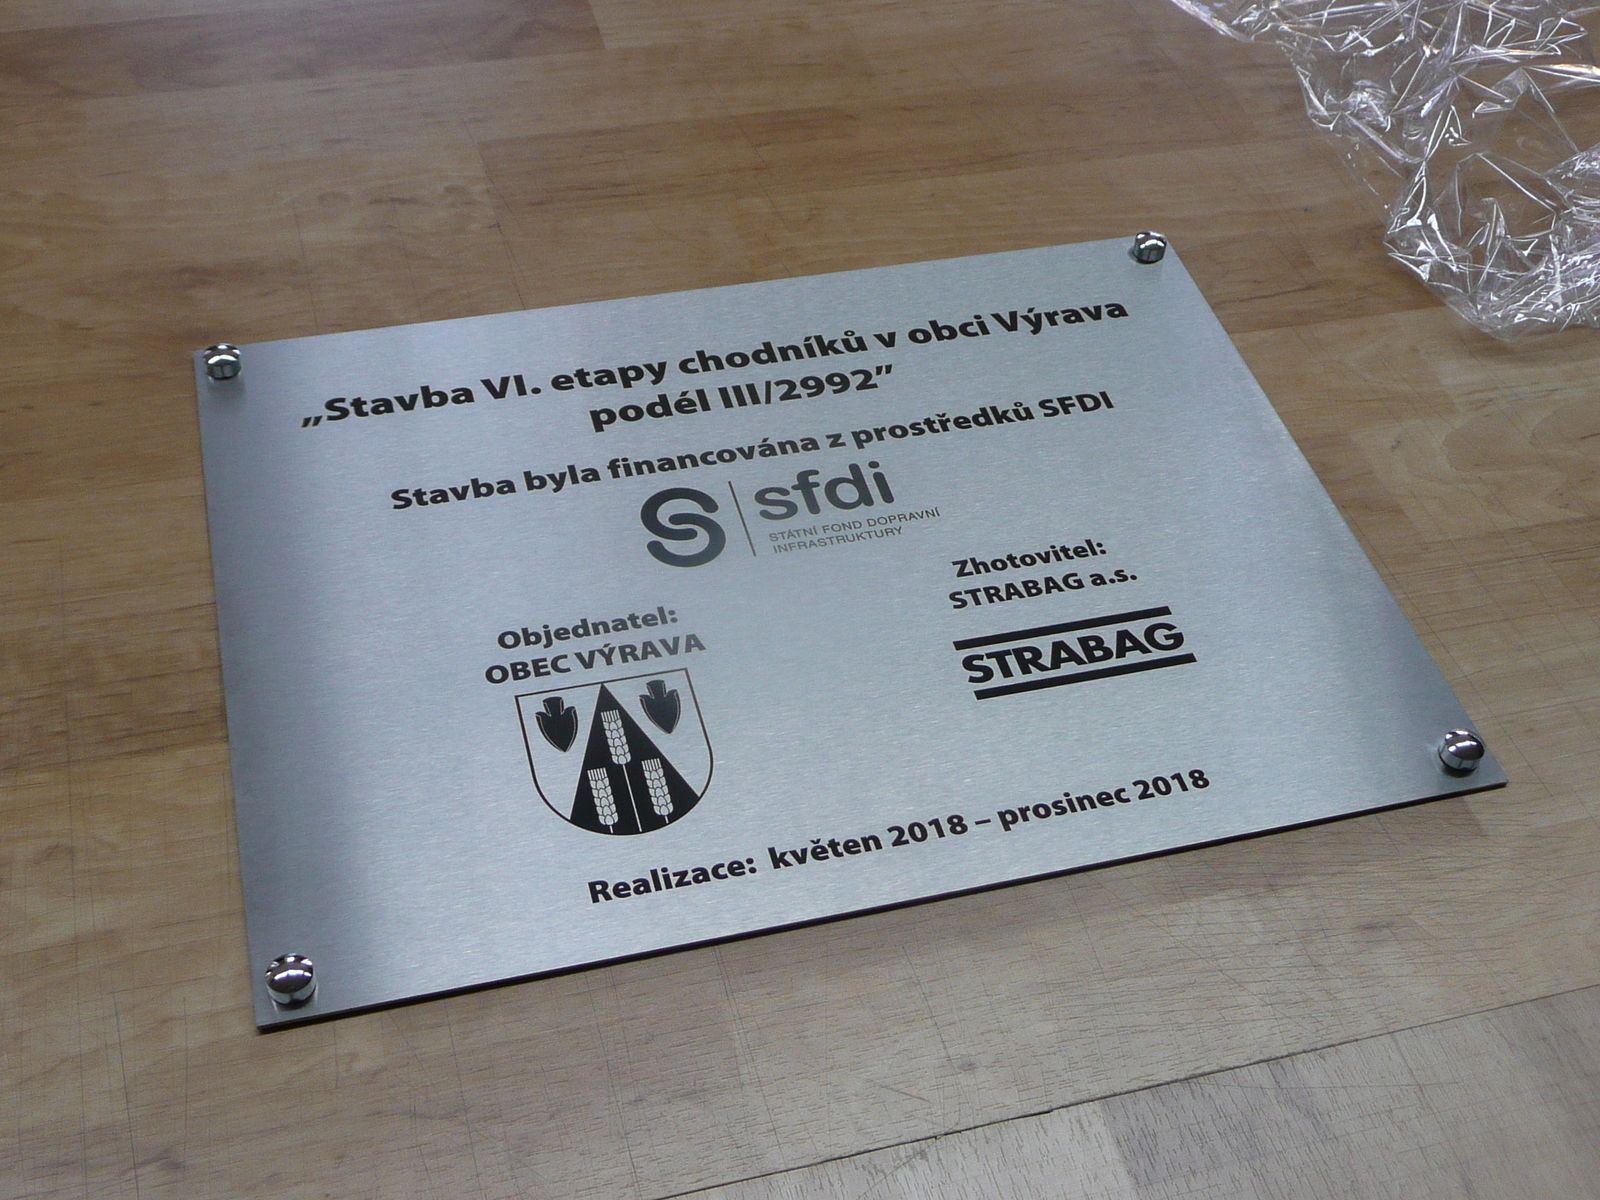 „Stavba VI. etapy chodníků v obci Výrava
podél III/2992”
Stavba byla financována z prostředků SFDI
S sfdi
STÁTNÍ FOND DOPRAVNÍ
INFRASTRUKTURY
Objednatel:
OBEC VÝRAVA
Zhotovitel:
STRABAG a.s.
STRABAG
Realizace: květen 2018 – prosinec 2018